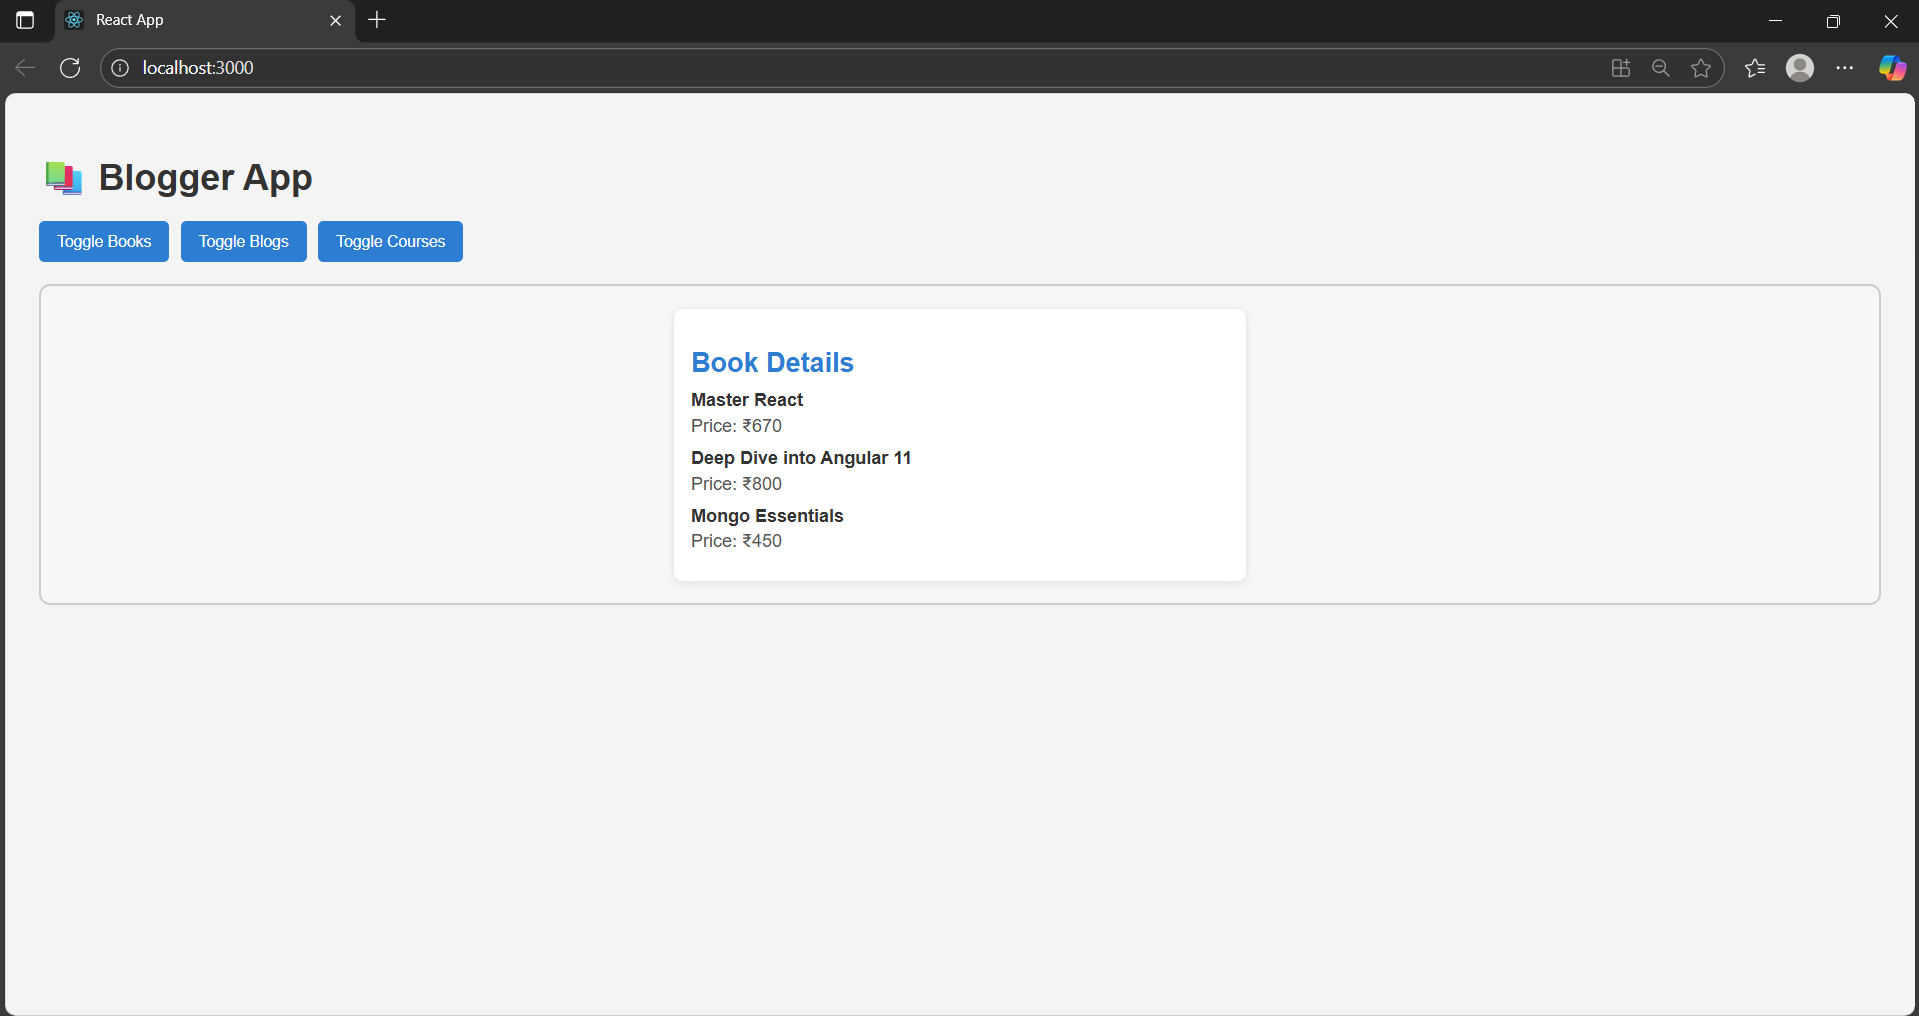 React App
localhost:3000
Blogger App
Toggle Books
Toggle Blogs
Toggle Courses
Book Details
Master React
Price: ₹670
Deep Dive into Angular 11
Price: ₹800
Mongo Essentials
Price: ₹450